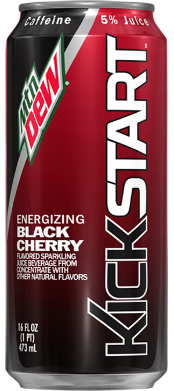 Caffeine 5% Juice
mtn
DEW
KICKSTART
ENERGIZING
BLACK
CHERRY
FLAVORED SPARKLING
JUICE BEVERAGE FROM
CONCENTRATE WITH
OTHER NATURAL FLAVORS
16 FL OZ
(1 PT)
473 mL